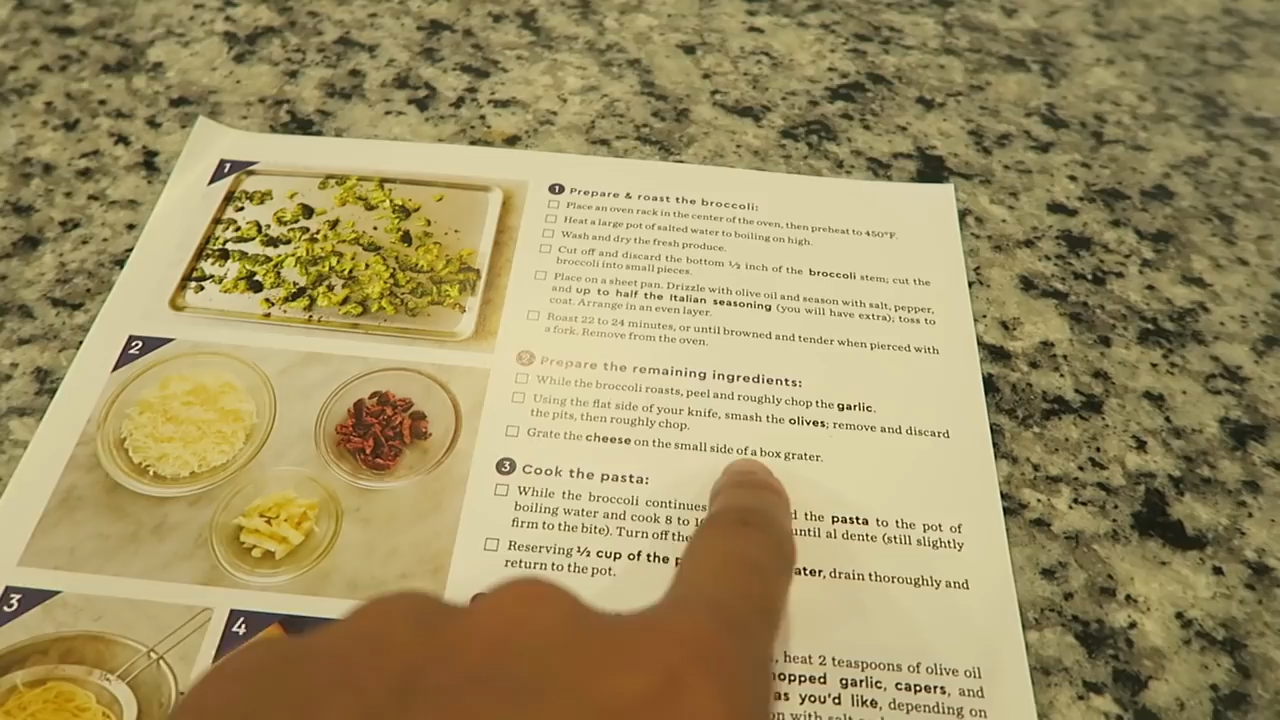 1
2
3
4
1 Prepare & roast the broccoli:
Place an oven rack in the center of the oven, then preheat to 450°F.
Heat a large pot of salted water to boiling on high.
Wash and dry the fresh produce.
Cut off and discard the bottom ½ inch of the broccoli stem; cut the
broccoli into small pieces.
Place on a sheet pan. Drizzle with olive oil and season with salt, pepper,
and up to half the Italian seasoning (you will have extra); toss to
coat. Arrange in an even layer.
Roast 22 to 24 minutes, or until browned and tender when pierced with
a fork. Remove from the oven.
2 Prepare the remaining ingredients:
While the broccoli roasts, peel and roughly chop the garlic.
Using the flat side of your knife, smash the olives; remove and discard
the pits, then roughly chop.
Grate the cheese on the small side of a box grater.
3 Cook the pasta:
While the broccoli continues the pasta to the pot of
boiling water and cook 8 to until al dente (still slightly
firm to the bite). Turn off the
Reserving ½ cup of the drain thoroughly and
return to the pot.
, heat 2 teaspoons of olive oil
garlic, capers, and
as you'd like, depending on
with salt